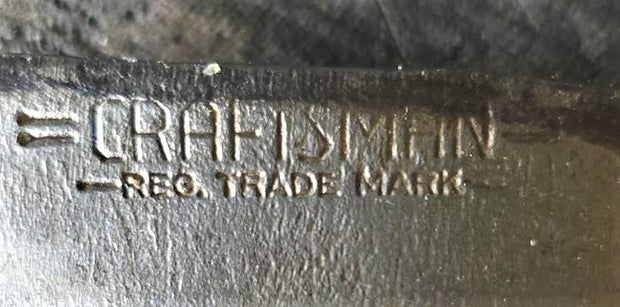 =CRAFTSMAN=
-REG. TRADE MARK-